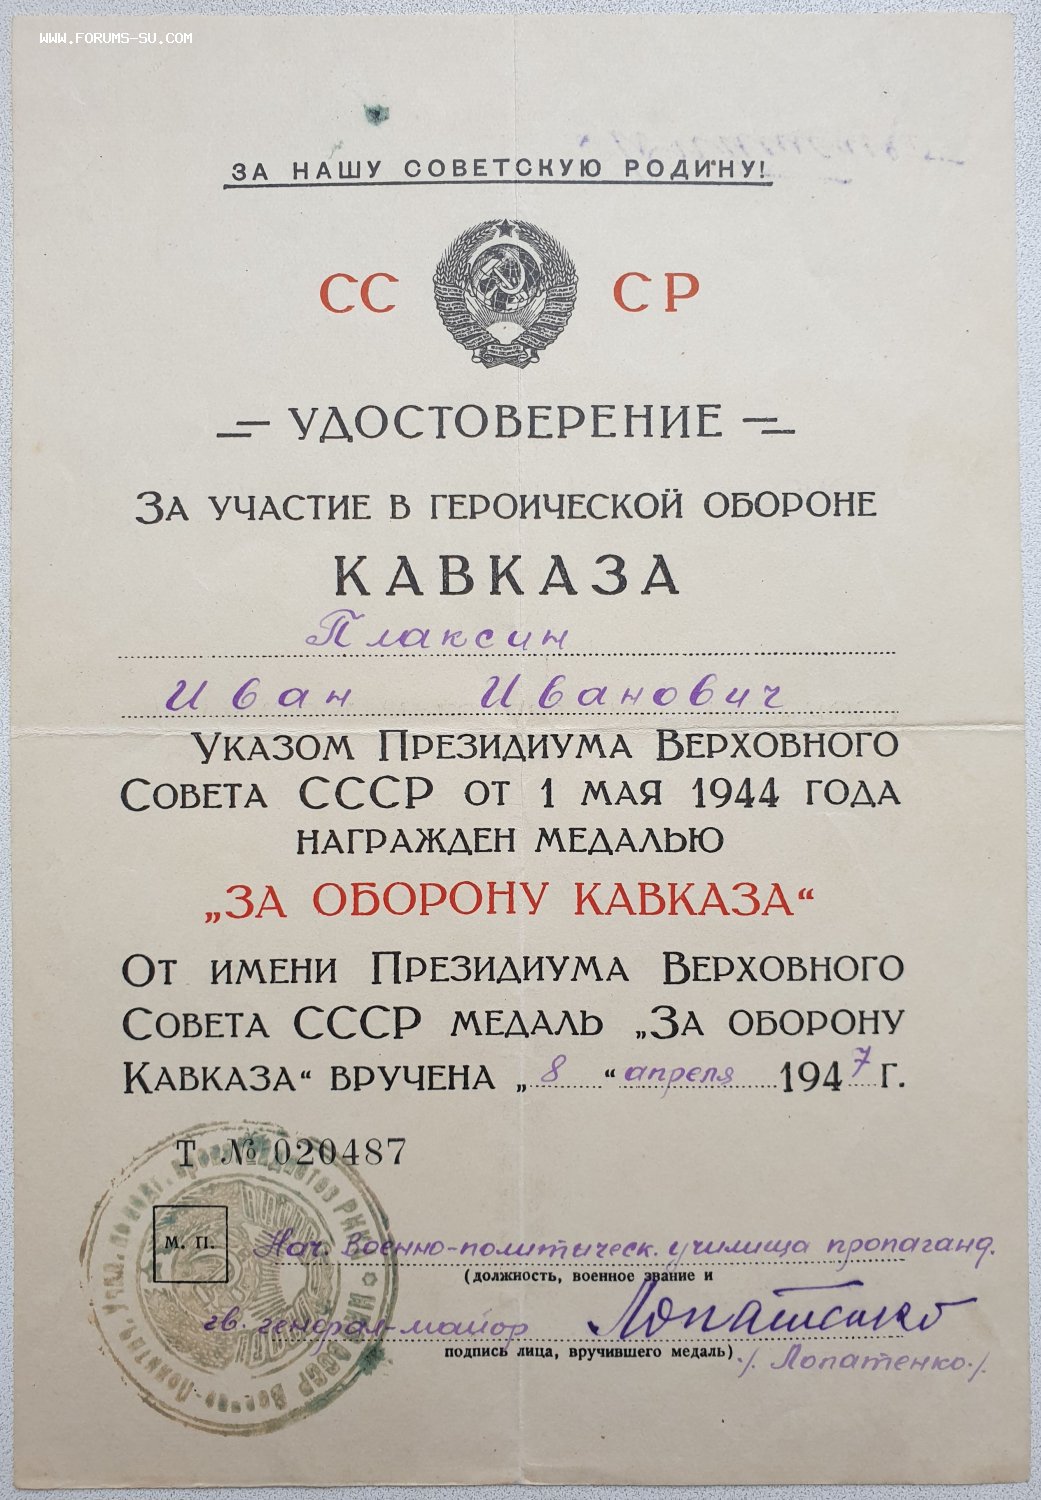 WWW.FORUMS-SU.COM
ЗА НАШУ СОВЕТСКУЮ РОДИНУ!
СС СР
УДОСТОВЕРЕНИЕ
ЗА УЧАСТИЕ В ГЕРОИЧЕСКОЙ ОБОРОНЕ
КАВКАЗА
Плаксин
Иван Иванович
УКАЗОМ ПРЕЗИДИУМА ВЕРХОВНОГО
СОВЕТА СССР ОТ 1 МАЯ 1944 ГОДА
НАГРАЖДЕН МЕДАЛЬЮ
„ЗА ОБОРОНУ КАВКАЗА“
ОТ ИМЕНИ ПРЕЗИДИУМА ВЕРХОВНОГО
СОВЕТА СССР МЕДАЛЬ „ЗА ОБОРОНУ
КАВКАЗА“ ВРУЧЕНА „8“ апреля 1947 Г.
Т № 020487
М. П.
Нач. Военно-политическ. училища пропаганд.
(должность, военное звание и
гв. генерал-майор Лопатенко
подпись лица, вручившего медаль)
/. Лопатенко./.